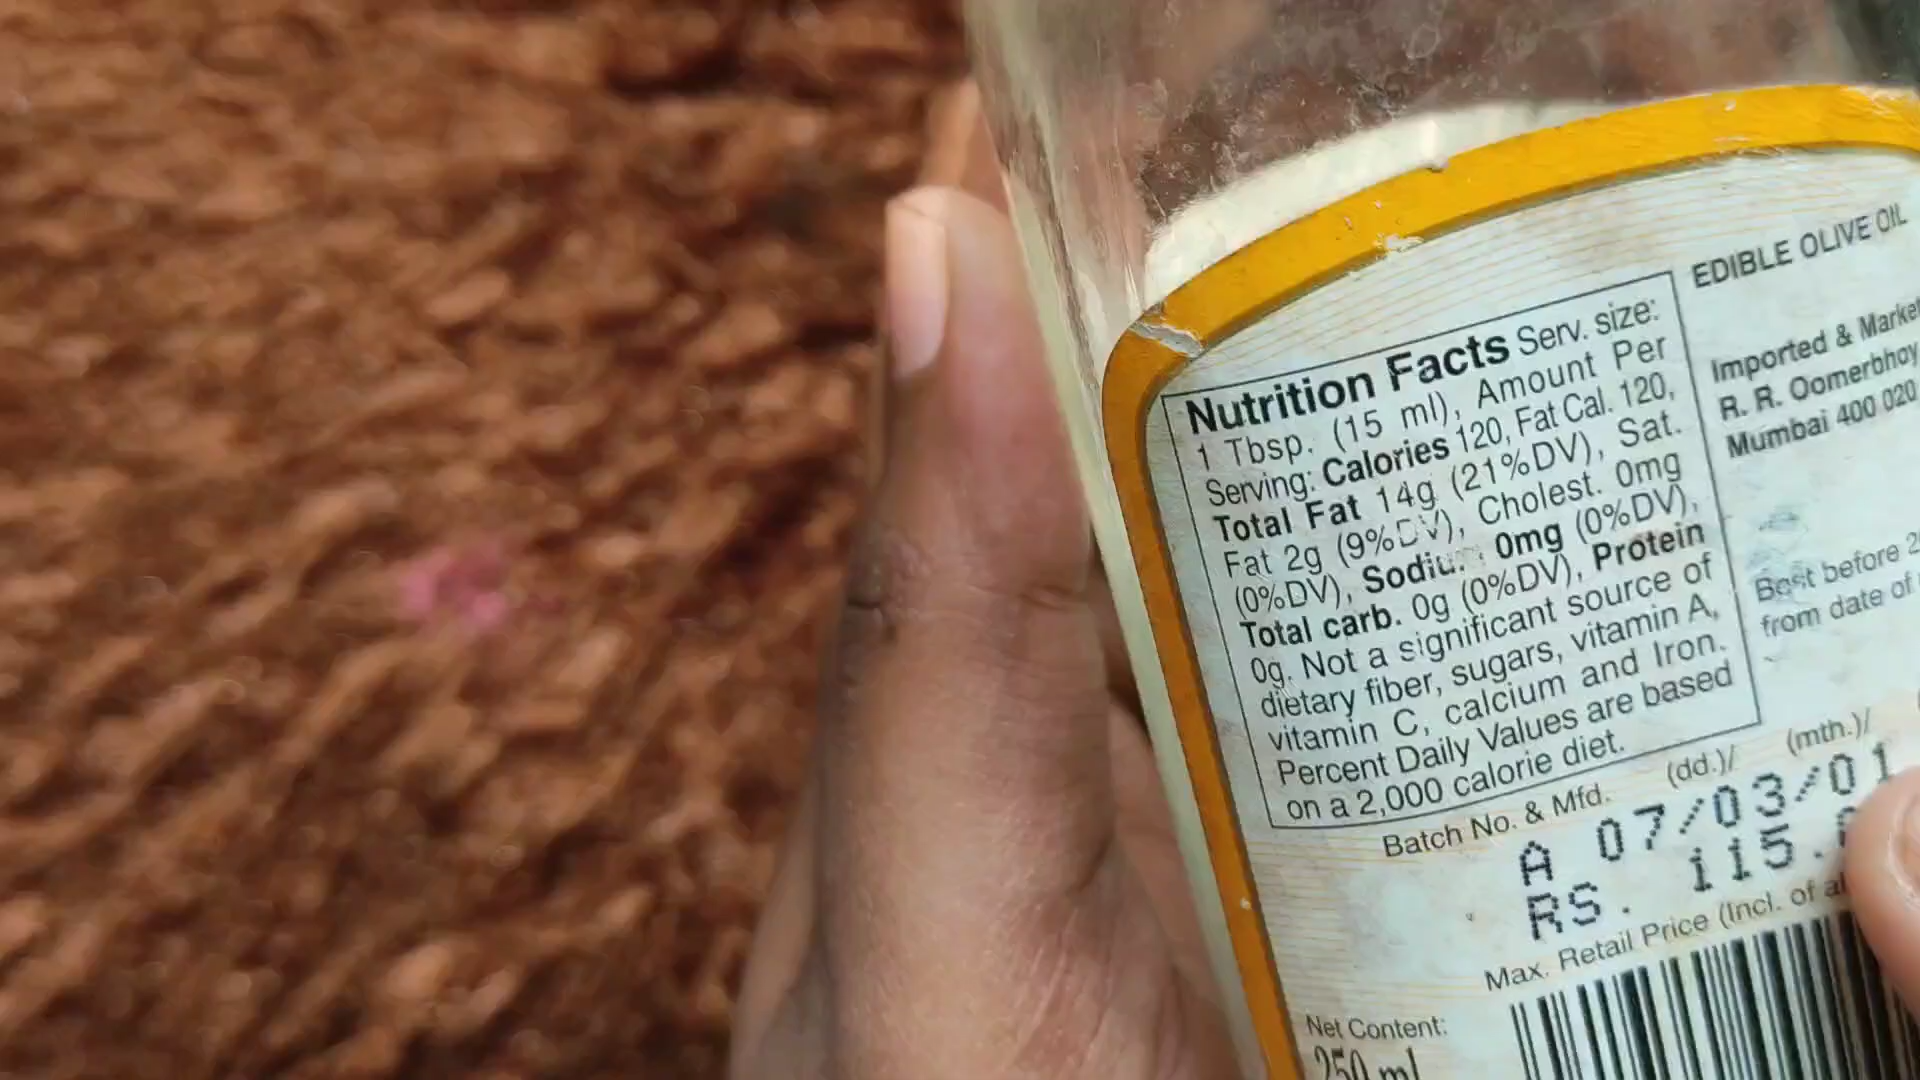 EDIBLE OLIVE OIL
Nutrition Facts Serv. size:
1 Tbsp. (15 ml), Amount Per
Serving: Calories 120, Fat Cal. 120,
Total Fat 14g (21%DV), Sat.
Fat 2g (9%DV), Cholest. 0mg
(0%DV), Sodium 0mg (0%DV),
Total carb. 0g (0%DV), Protein
0g. Not a significant source of
dietary fiber, sugars, vitamin A,
vitamin C, calcium and Iron.
Percent Daily Values are based
on a 2,000 calorie diet.
Imported &
R. R. Oomerbhoy
Mumbai 400 020
Best before
from date of
Batch No. & Mfd. (dd.)/ (mth.)/
A 07/03/01
RS. 115.
Max. Retail Price (Incl. of
Net Content:
250 ml